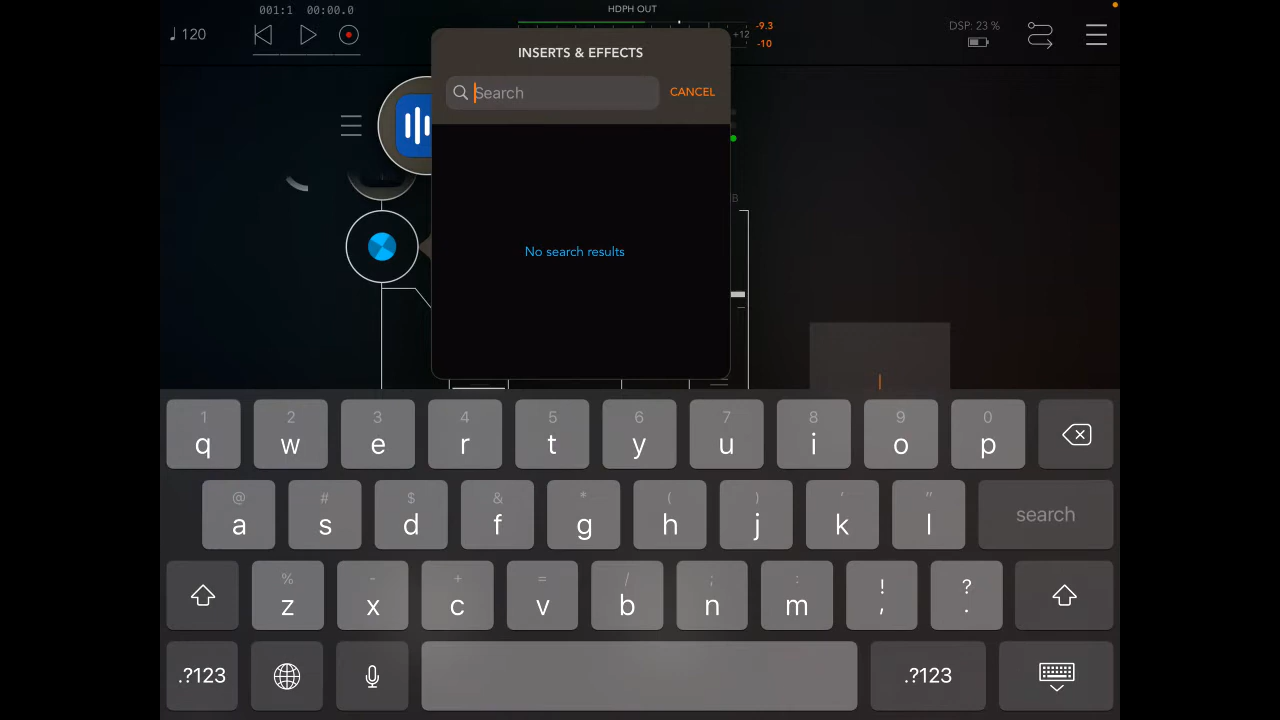 001:1 00:00.0
HDPH OUT
120
+12
-9.3
-10
DSP: 23 %
INSERTS & EFFECTS
Search
CANCEL
B
No search results
1 2 3 4 5 6 7 8 9 0
q w e r t y u i o p
@ # $ & * ( ) ' "
a s d f g h j k l search
% - + = / ; : ! ?
z x c v b n m , .
.?123 .?123